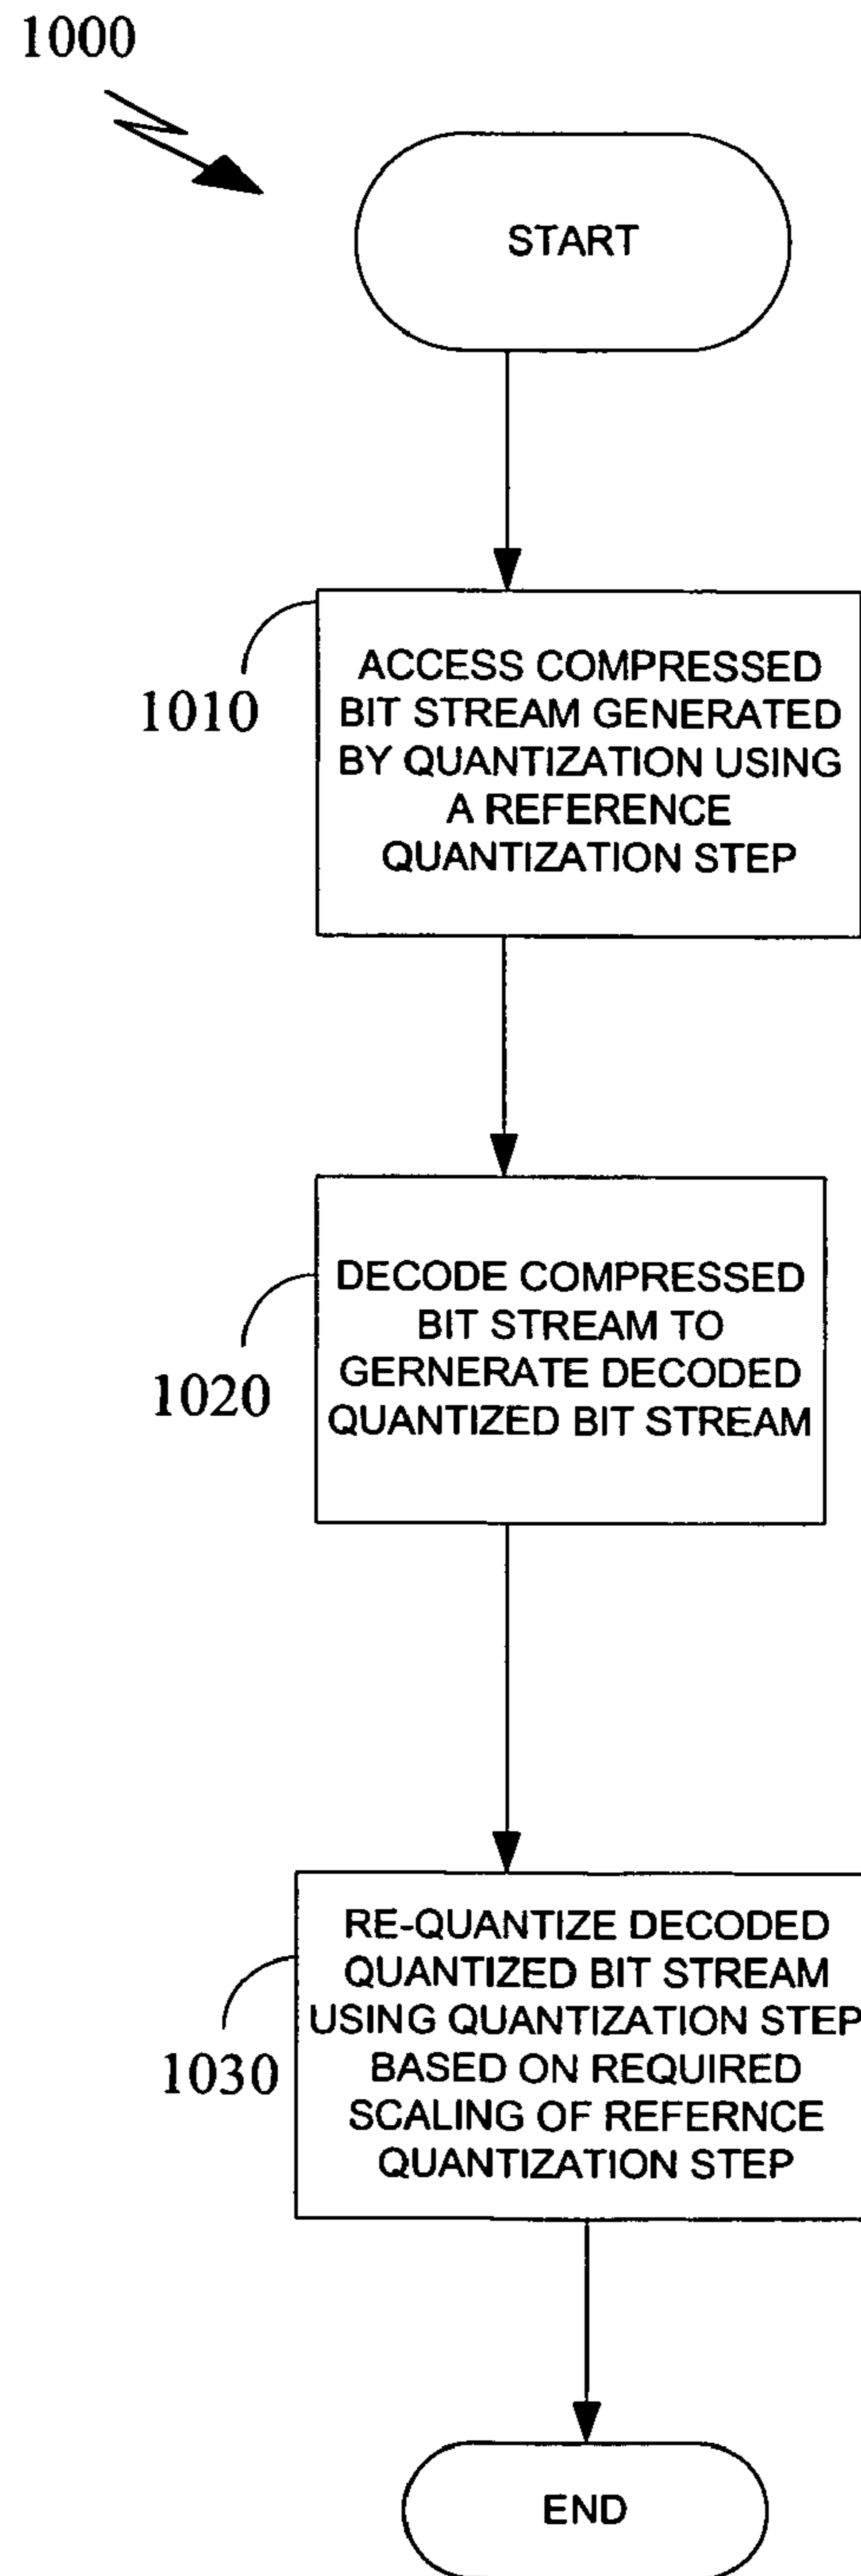 1000
START
ACCESS COMPRESSED
BIT STREAM GENERATED
BY QUANTIZATION USING
A REFERENCE
QUANTIZATION STEP
1010
DECODE COMPRESSED
BIT STREAM TO
GERNERATE DECODED
QUANTIZED BIT STREAM
1020
RE-QUANTIZE DECODED
QUANTIZED BIT STREAM
USING QUANTIZATION STEP
BASED ON REQUIRED
SCALING OF REFERNCE
QUANTIZATION STEP
1030
END